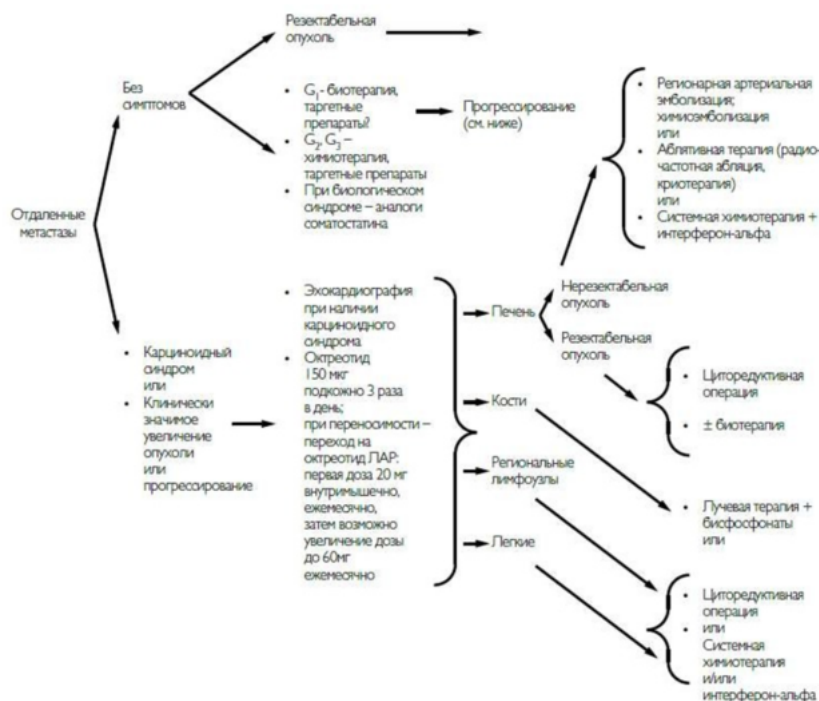 Резектабельная
опухоль
Без
симптомов
• G₁- биотерапия,
таргетные
препараты?
• G₂, G₃ –
химиотерапия,
таргетные препараты
• При биологическом
синдроме – аналоги
соматостатина
Прогрессирование
(см. ниже)
• Регионарная артериальная
эмболизация;
химиоэмболизация
или
• Аблятивная терапия (радио-
частотная абляция,
криотерапия)
или
• Системная химиотерапия +
интерферон-альфа
Отдаленные
метастазы
• Карциноидный
синдром
или
• Клинически
значимое
увеличение
опухоли
или
прогрессирование
• Эхокардиография
при наличии
карциноидного
синдрома
• Октреотид
150 мкг
подкожно 3 раза
в день;
при переносимости –
переход на
октреотид ЛАР:
первая доза 20 мг
внутримышечно,
ежемесячно,
затем возможно
увеличение дозы
до 60мг
ежемесячно
Печень
Нерезектабельная
опухоль
Резектабельная
опухоль
• Циторедуктивная
операция
• ± биотерапия
Кости
Региональные
лимфоузлы
Легкие
• Лучевая терапия +
бисфосфонаты
или
• Циторедуктивная
операция
• или
• Системная
химиотерапия
и/или
интерферон-альфа